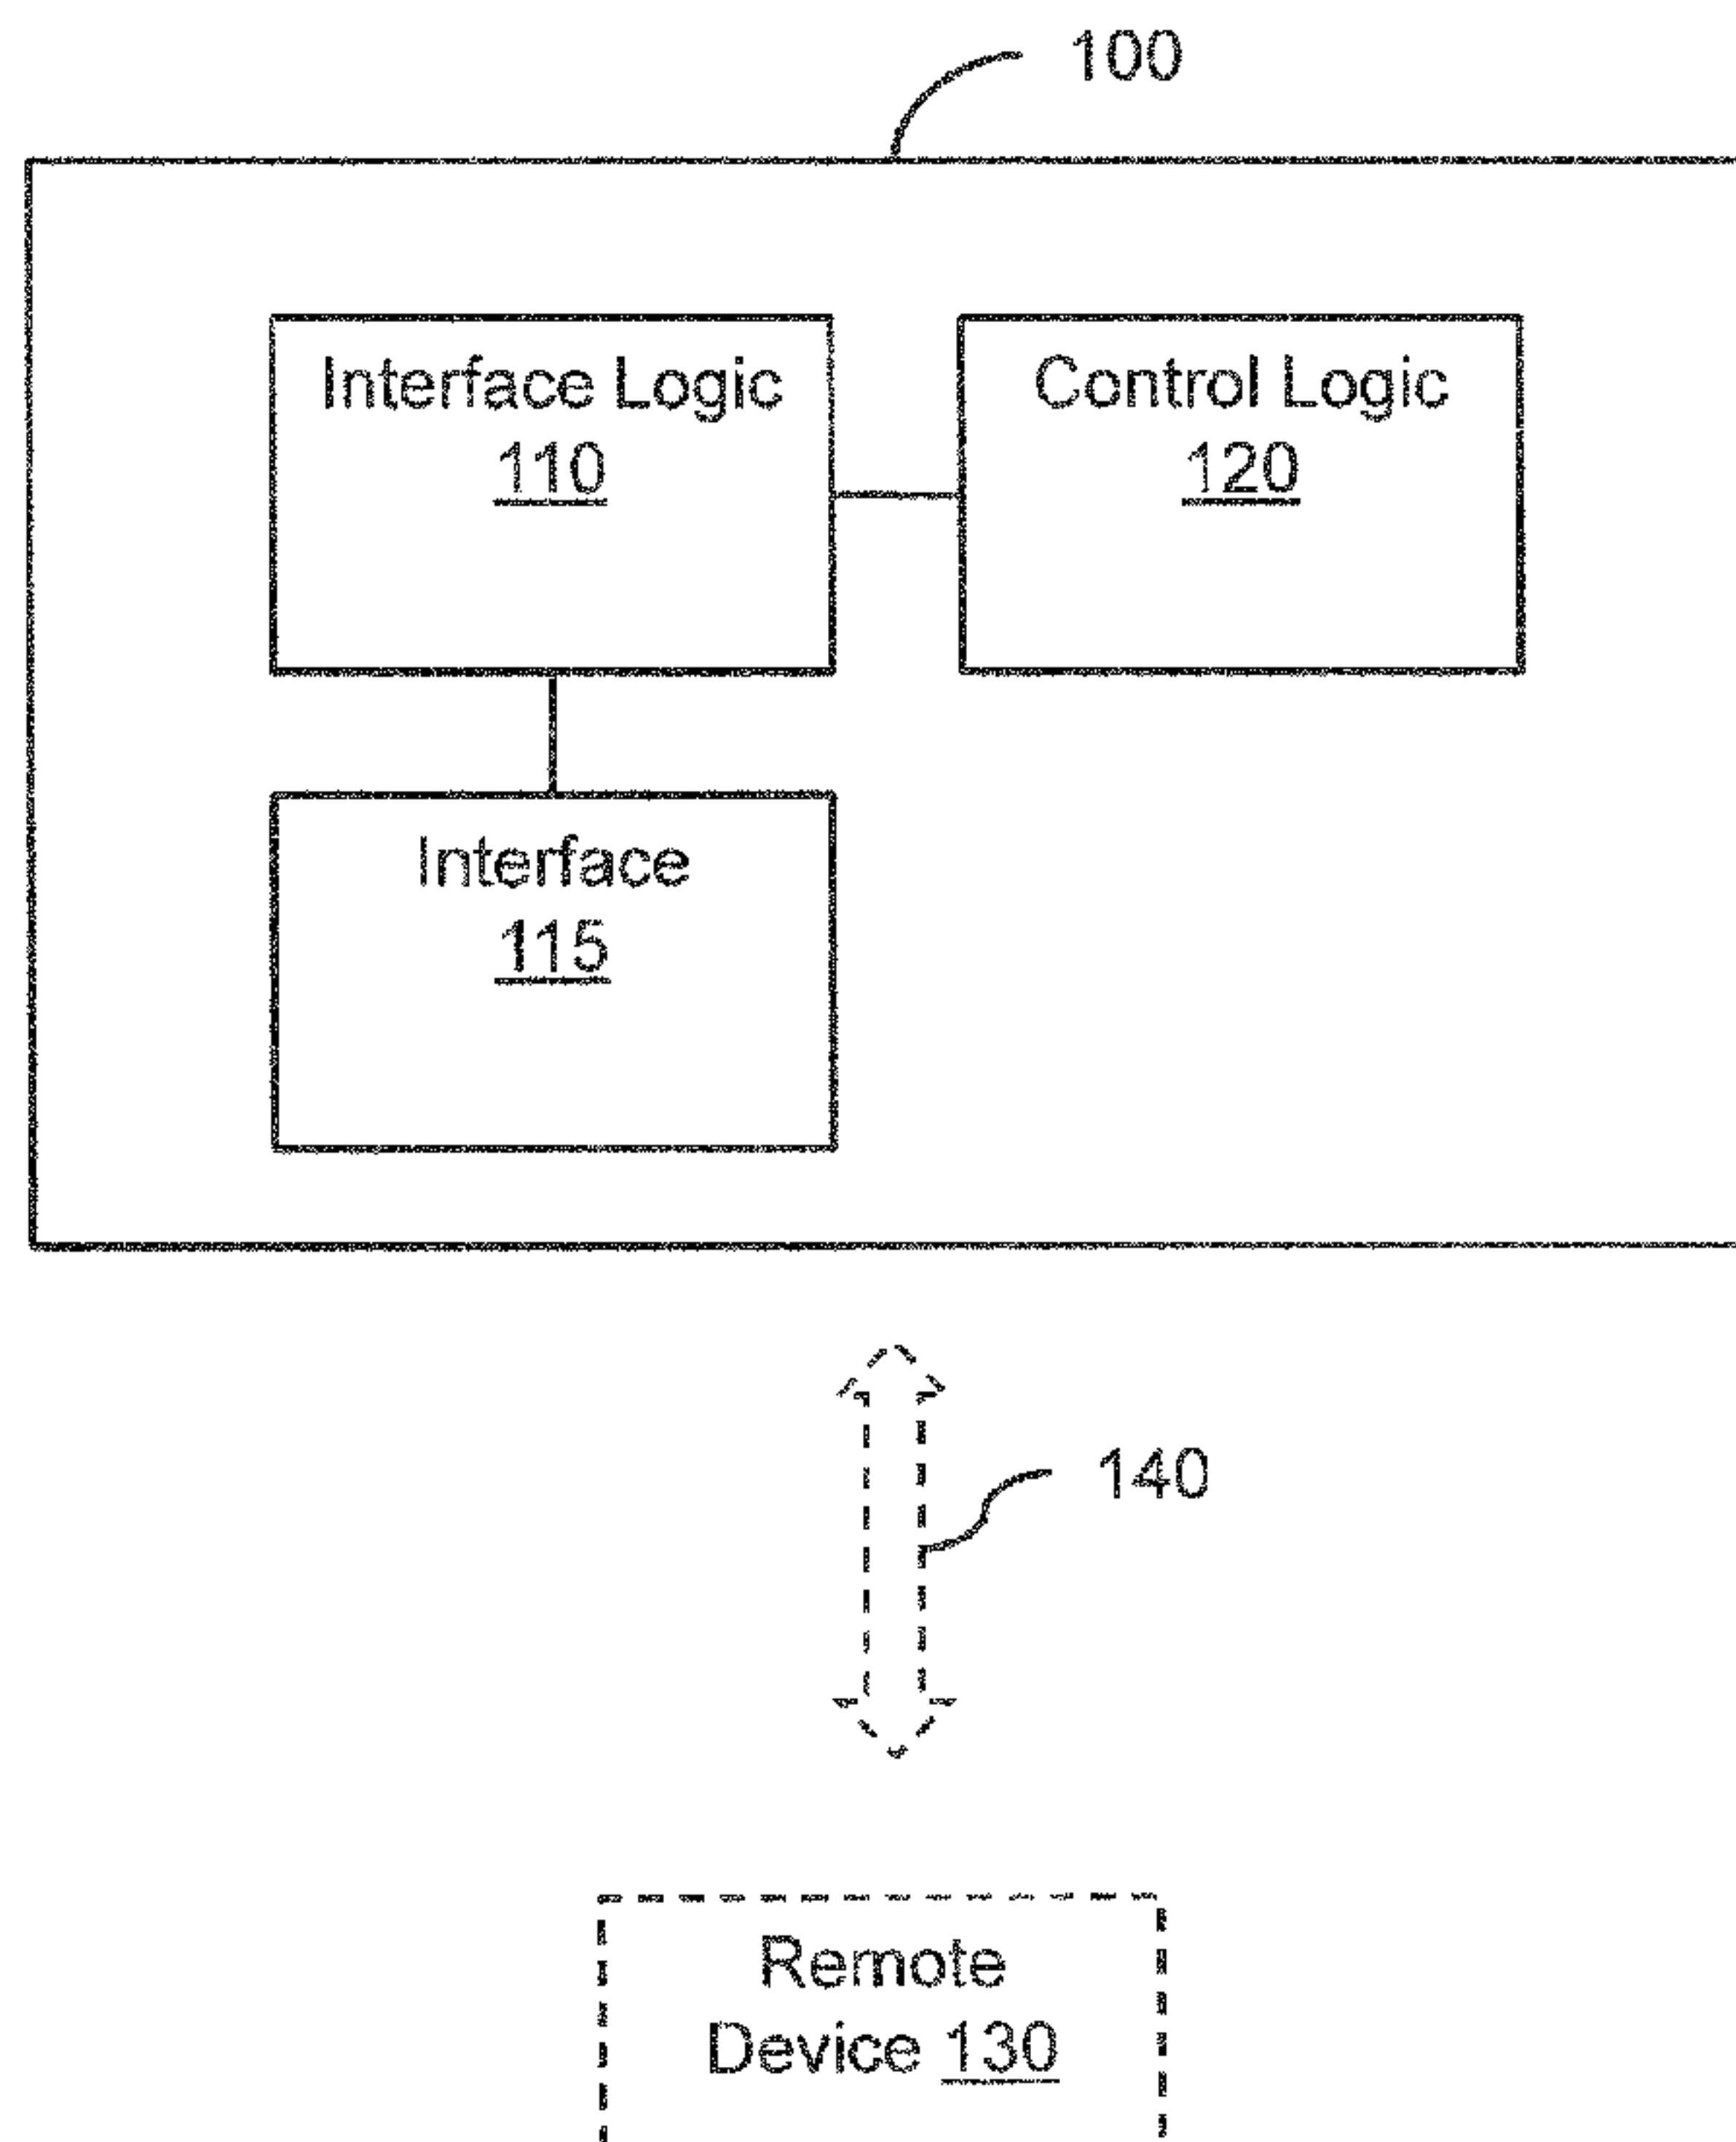 100
Interface Logic
110
Control Logic
120
Interface
115
140
Remote
Device 130